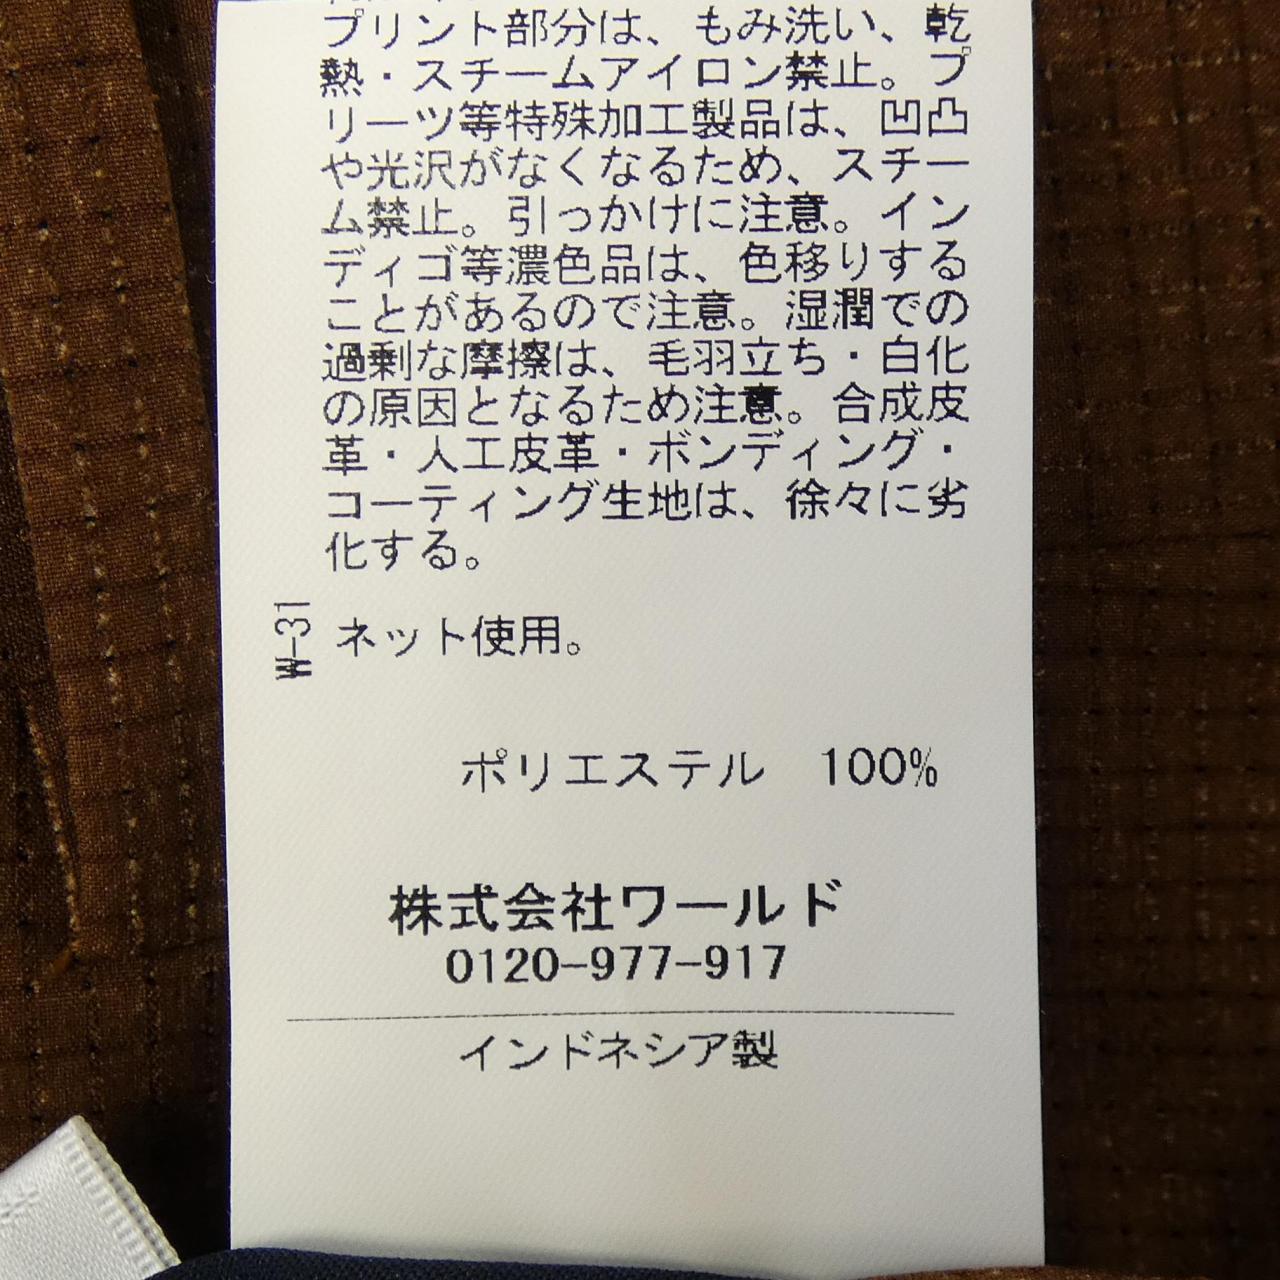 プリント部分は、もみ洗い、乾
熱・スチームアイロン禁止。プ
リーツ等特殊加工製品は、凹凸
や光沢がなくなるため、スチー
ム禁止。引っかけに注意。イン
ディゴ等濃色品は、色移りする
ことがあるので注意。湿潤での
過剰な摩擦は、毛羽立ち・白化
の原因となるため注意。合成皮
革・人工皮革・ボンディング・
コーティング生地は、徐々に劣
化する。
W-31
ネット使用。
ポリエステル 100%
株式会社ワールド
0120-977-917
インドネシア製